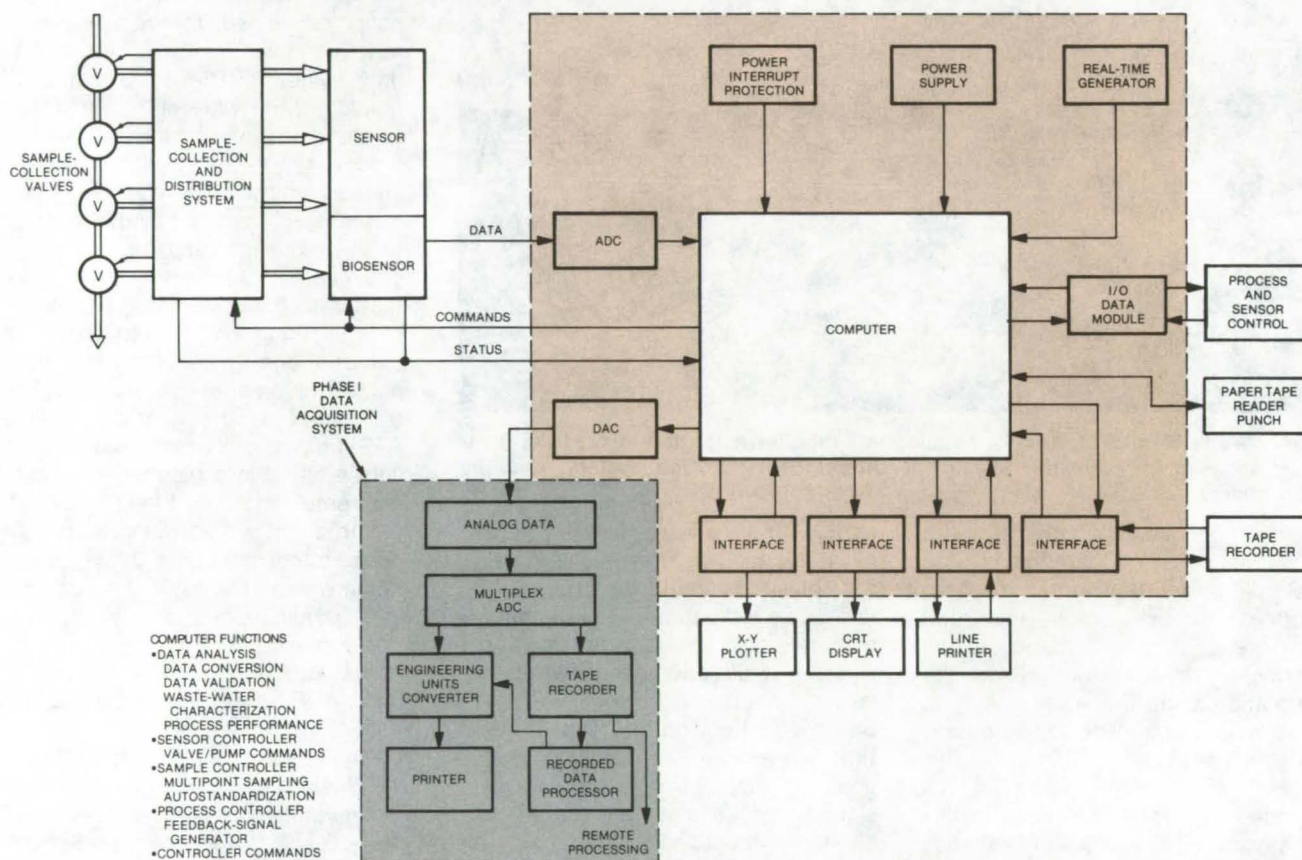 POWER
INTERRUPT
PROTECTION
POWER
SUPPLY
REAL-TIME
GENERATOR
SAMPLE-
COLLECTION
VALVES
V
V
V
V
SAMPLE-
COLLECTION
AND
DISTRIBUTION
SYSTEM
SENSOR
BIOSENSOR
DATA
ADC
COMMANDS
STATUS
COMPUTER
I/O
DATA
MODULE
PROCESS
AND
SENSOR
CONTROL
PAPER TAPE
READER
PUNCH
PHASE I
DATA
ACQUISITION
SYSTEM
DAC
ANALOG DATA
MULTIPLEX
ADC
ENGINEERING
UNITS
CONVERTER
TAPE
RECORDER
PRINTER
RECORDED
DATA
PROCESSOR
REMOTE
PROCESSING
INTERFACE
INTERFACE
INTERFACE
INTERFACE
TAPE
RECORDER
X-Y
PLOTTER
CRT
DISPLAY
LINE
PRINTER
COMPUTER FUNCTIONS
•DATA ANALYSIS
DATA CONVERSION
DATA VALIDATION
WASTE-WATER
CHARACTERIZATION
PROCESS PERFORMANCE
•SENSOR CONTROLLER
VALVE/PUMP COMMANDS
•SAMPLE CONTROLLER
MULTIPOINT SAMPLING
AUTOSTANDARDIZATION
•PROCESS CONTROLLER
FEEDBACK-SIGNAL
GENERATOR
•CONTROLLER COMMANDS